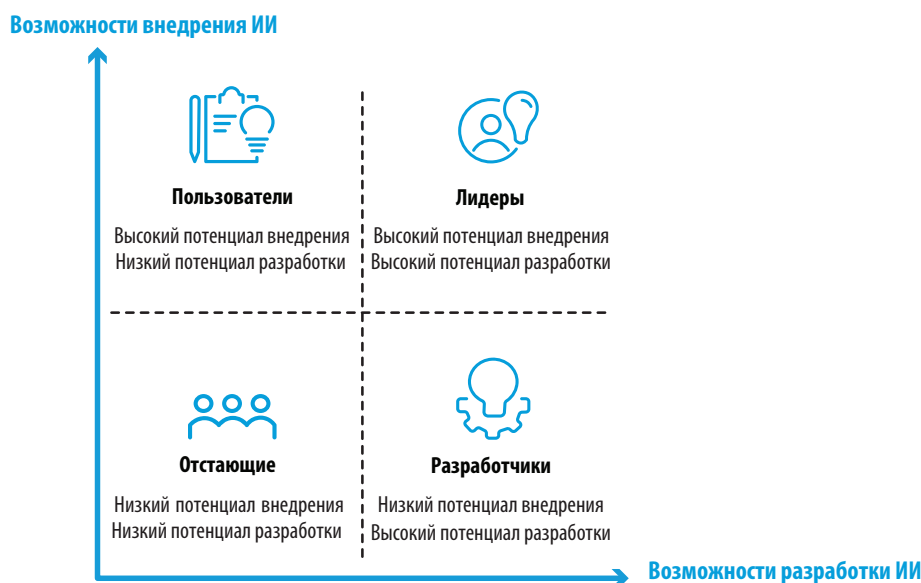 Возможности внедрения ИИ
Пользователи
Высокий потенциал внедрения
Низкий потенциал разработки
Лидеры
Высокий потенциал внедрения
Высокий потенциал разработки
Отстающие
Низкий потенциал внедрения
Низкий потенциал разработки
Разработчики
Низкий потенциал внедрения
Высокий потенциал разработки
Возможности разработки ИИ